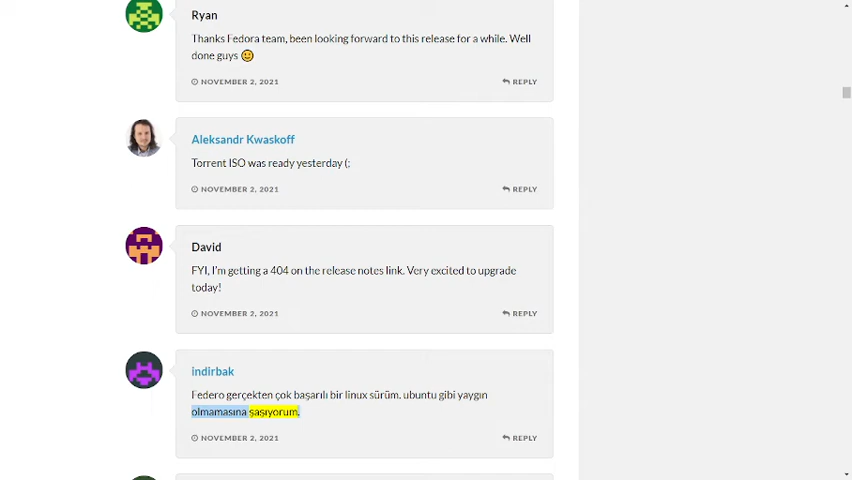 Ryan
Thanks Fedora team, been looking forward to this release for a while. Well
done guys 🙂
NOVEMBER 2, 2021 REPLY
Aleksandr Kwaskoff
Torrent ISO was ready yesterday (:
NOVEMBER 2, 2021 REPLY
David
FYI, I'm getting a 404 on the release notes link. Very excited to upgrade
today!
NOVEMBER 2, 2021 REPLY
indirbak
Federo gerçekten çok başarılı bir linux sürüm. ubuntu gibi yaygın
olmamasına şaşıyorum.
NOVEMBER 2, 2021 REPLY